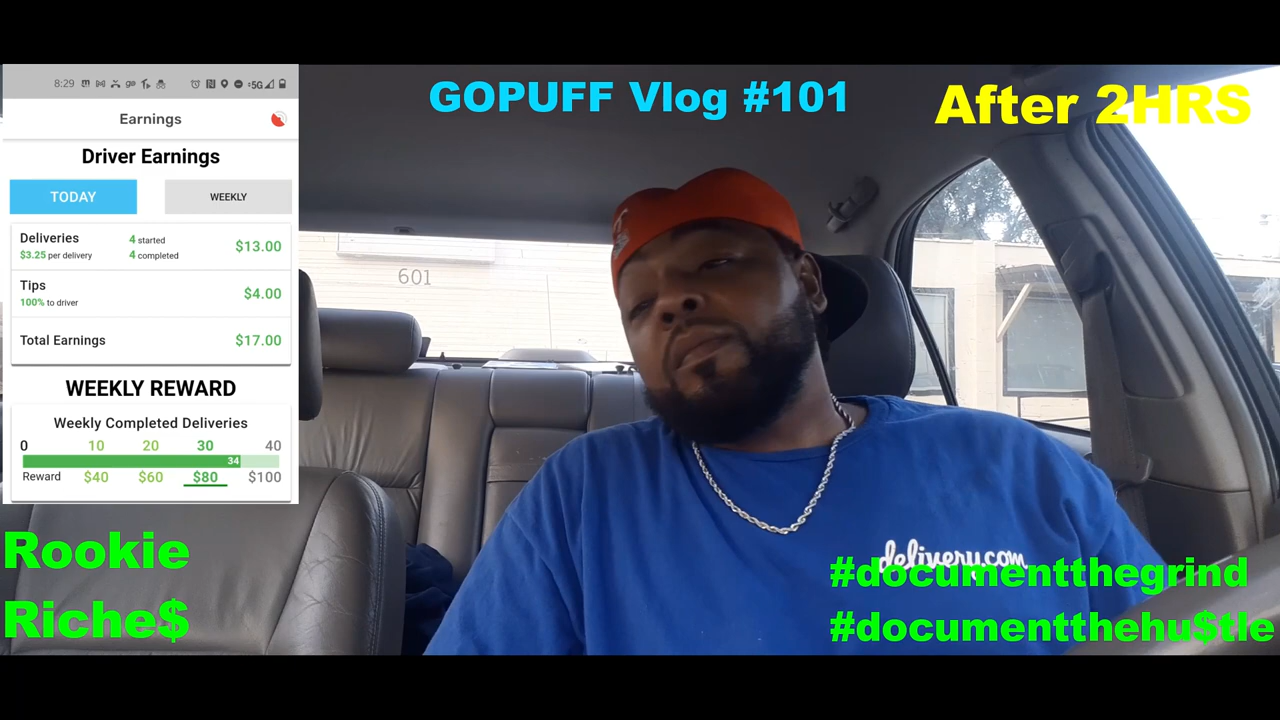 8:29
5G
Earnings
Driver Earnings
TODAY
WEEKLY
Deliveries
4 started
$3.25 per delivery
4 completed
$13.00
Tips
100% to driver
$4.00
Total Earnings
$17.00
WEEKLY REWARD
Weekly Completed Deliveries
0 10 20 30 40
34
Reward $40 $60 $80 $100
GOPUFF Vlog #101
After 2HRS
601
Rookie
Riche$
delivery.com
#documentthegrind
#documentthehu$tle